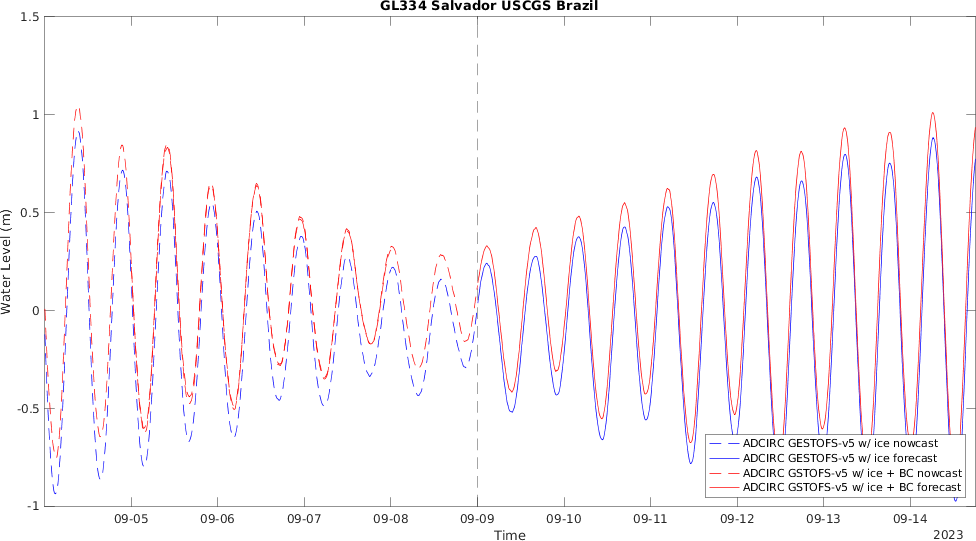 GL334 Salvador USCGS Brazil
1.5
1
0.5
0
-0.5
-1
Water Level (m)
09-05 09-06 09-07 09-08 09-09 09-10 09-11 09-12 09-13 09-14
Time
2023
ADCIRC GESTOFS-v5 w/ ice nowcast
ADCIRC GESTOFS-v5 w/ ice forecast
ADCIRC GSTOFS-v5 w/ ice + BC nowcast
ADCIRC GSTOFS-v5 w/ ice + BC forecast